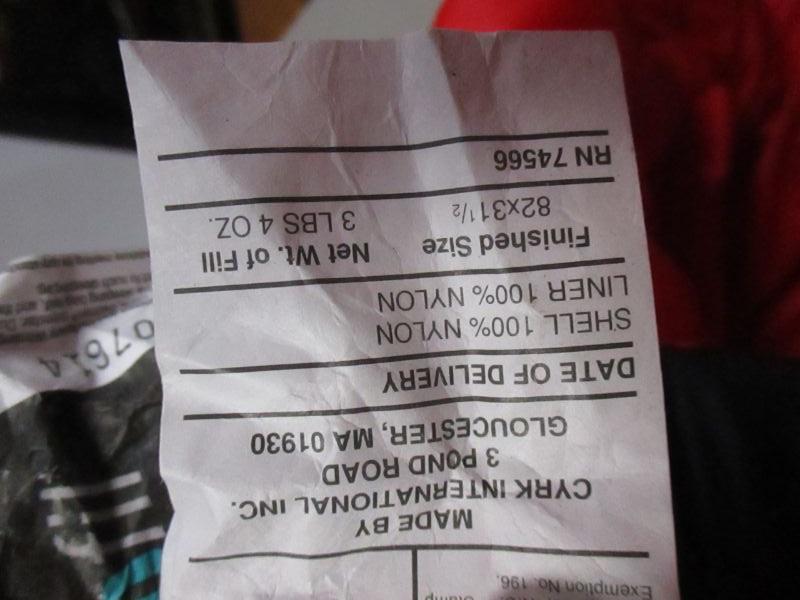 Exemption No. 196,
Stamp
MADE BY
CYRK INTERNATIONAL INC.
3 POND ROAD
GLOUCESTER, MA 01930
DATE OF DELIVERY
SHELL 100% NYLON
LINER 100% NYLON
Finished Size Net Wt. of Fill
82x31 1/2 3 LBS 4 OZ.
RN 74566
0761A